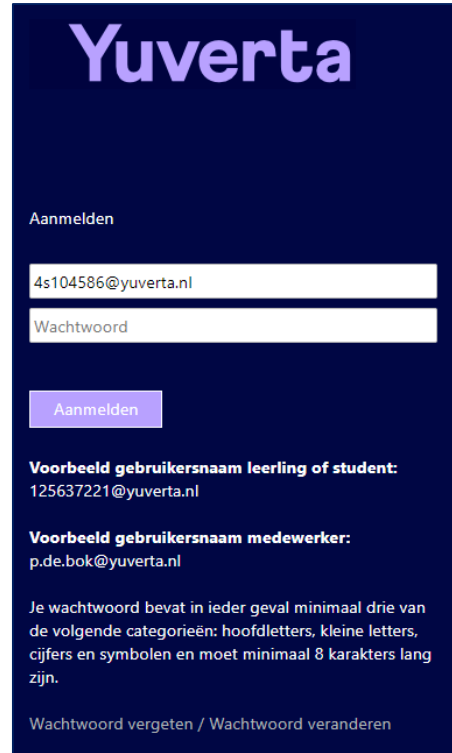 Yuverta
Aanmelden
4s104586@yuverta.nl
Wachtwoord
Aanmelden
Voorbeeld gebruikersnaam leerling of student:
125637221@yuverta.nl
Voorbeeld gebruikersnaam medewerker:
p.de.bok@yuverta.nl
Je wachtwoord bevat in ieder geval minimaal drie van
de volgende categorieën: hoofdletters, kleine letters,
cijfers en symbolen en moet minimaal 8 karakters lang
zijn.
Wachtwoord vergeten / Wachtwoord veranderen